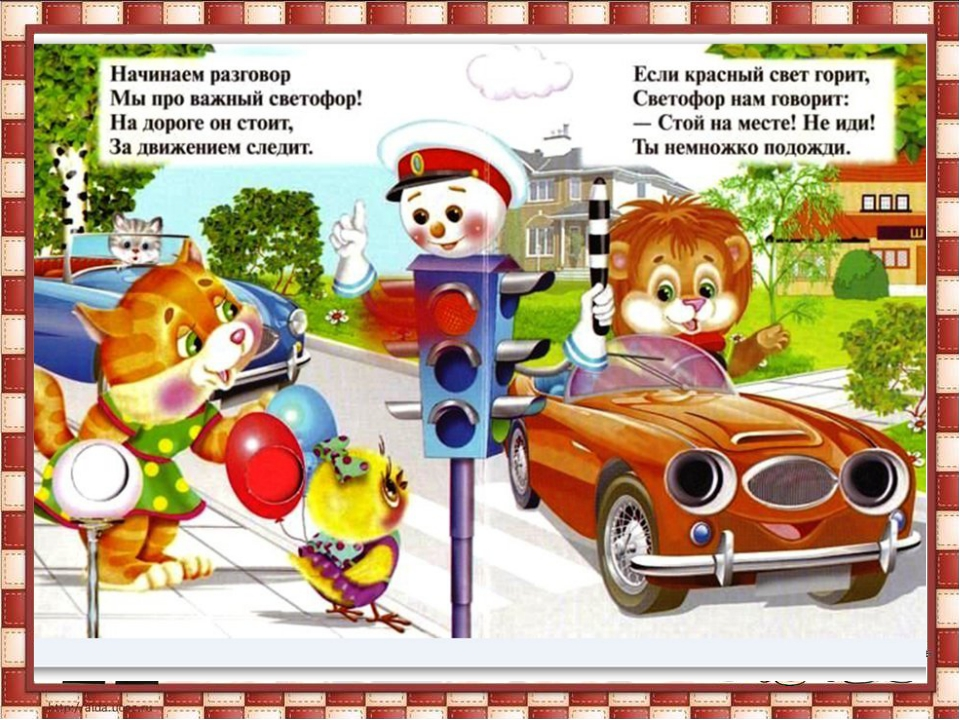 Начинаем разговор
Мы про важный светофор!
На дороге он стоит,
За движением следит.
Если красный свет горит,
Светофор нам говорит:
— Стой на месте! Не иди!
Ты немножко подожди.
Ш